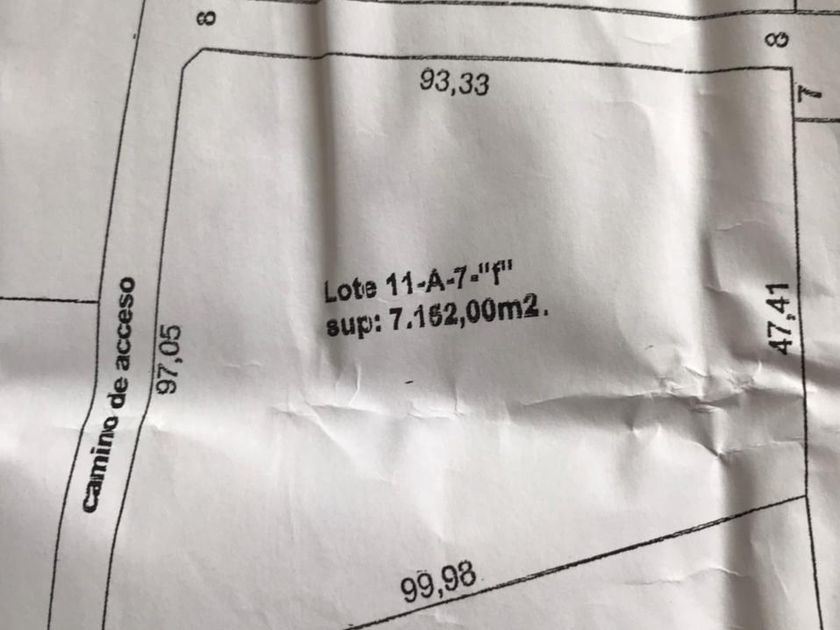 8
8
93,33
7
Lote 11-A-7-"f"
sup: 7.152,00m2.
47,41
97,05
camino de acceso
99,98